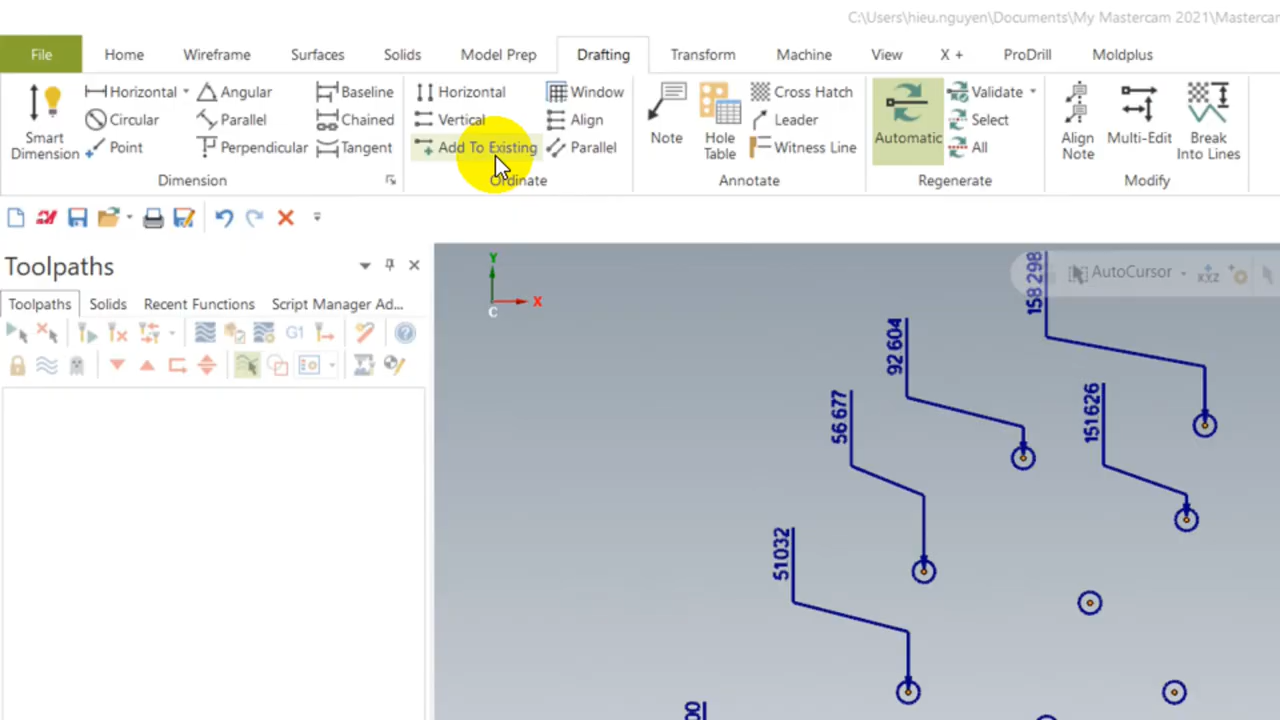 C:\Users\hieu.nguyen\Documents\My Mastercam 2021\Mastercam
File Home Wireframe Surfaces Solids Model Prep Drafting Transform Machine View X + ProDrill Moldplus
Horizontal Angular Baseline Horizontal Window Cross Hatch Validate
Circular Parallel Chained Vertical Align Leader Select
Smart Dimension Point Perpendicular Tangent Add To Existing Parallel Note Hole Table Witness Line Automatic All Align Note Multi-Edit Break Into Lines
Dimension Ordinate Annotate Regenerate Modify
Toolpaths
Toolpaths Solids Recent Functions Script Manager Ad...
G1
Y
X
C
AutoCursor
XYZ
158 298
92 604
56 677
151 626
51032
00